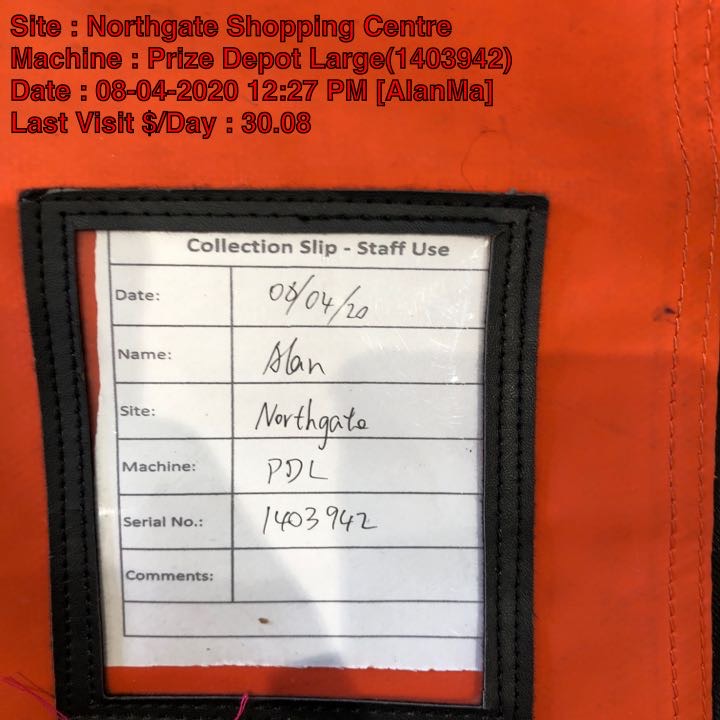 Site : Northgate Shopping Centre
Machine : Prize Depot Large(1403942)
Date : 08-04-2020 12:27 PM [AlanMa]
Last Visit $/Day : 30.08
Collection Slip - Staff Use
Date: 08/04/20
Name: Alan
Site: Northgate
Machine: PDL
Serial No.: 1403942
Comments: